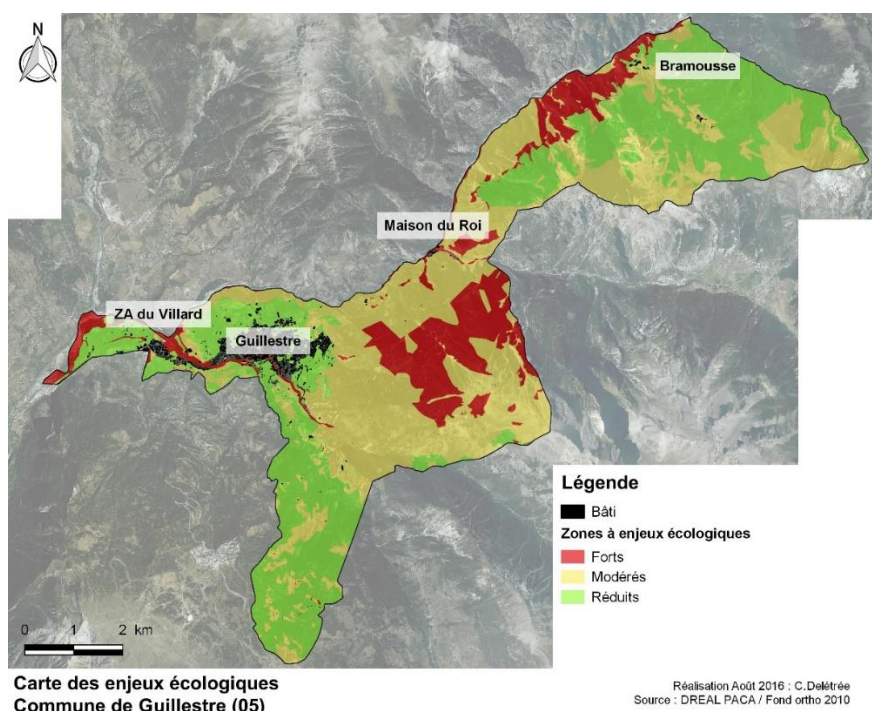 N
Bramousse
Maison du Roi
ZA du Villard
Guillestre
Légende
Bâti
Zones à enjeux écologiques
Forts
Modérés
Réduits
0 1 2 km
Carte des enjeux écologiques
Commune de Guillestre (05)
Réalisation Août 2016 : C.Delétrée
Source : DREAL PACA / Fond ortho 2010